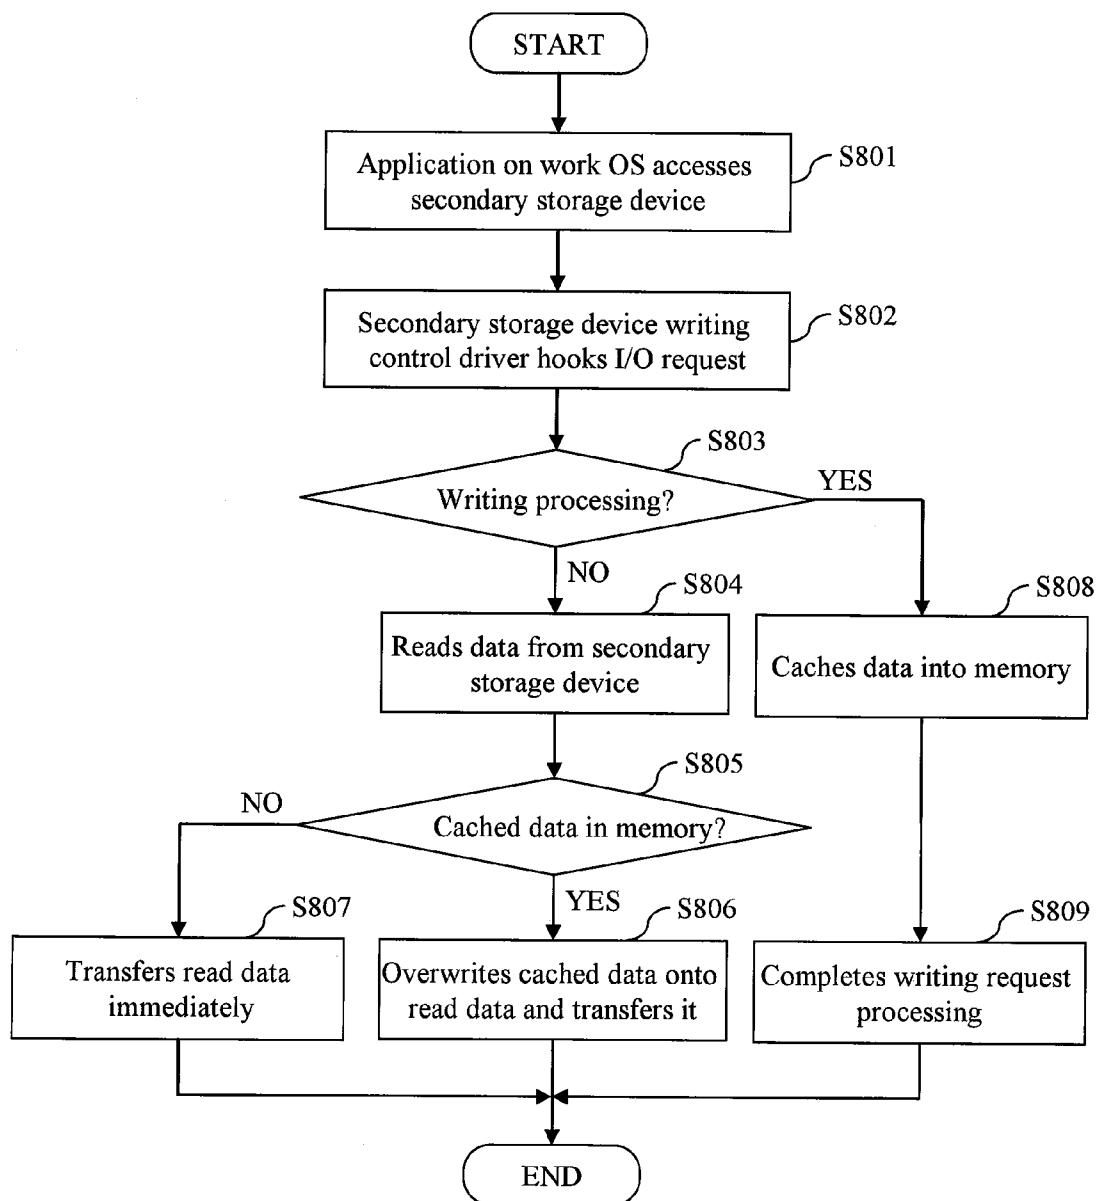 START
Application on work OS accesses
secondary storage device
S801
Secondary storage device writing
control driver hooks I/O request
S802
S803
Writing processing?
YES
NO
S804
Reads data from secondary
storage device
S808
Caches data into memory
S805
Cached data in memory?
NO
YES
S807
Transfers read data
immediately
S806
Overwrites cached data onto
read data and transfers it
S809
Completes writing request
processing
END